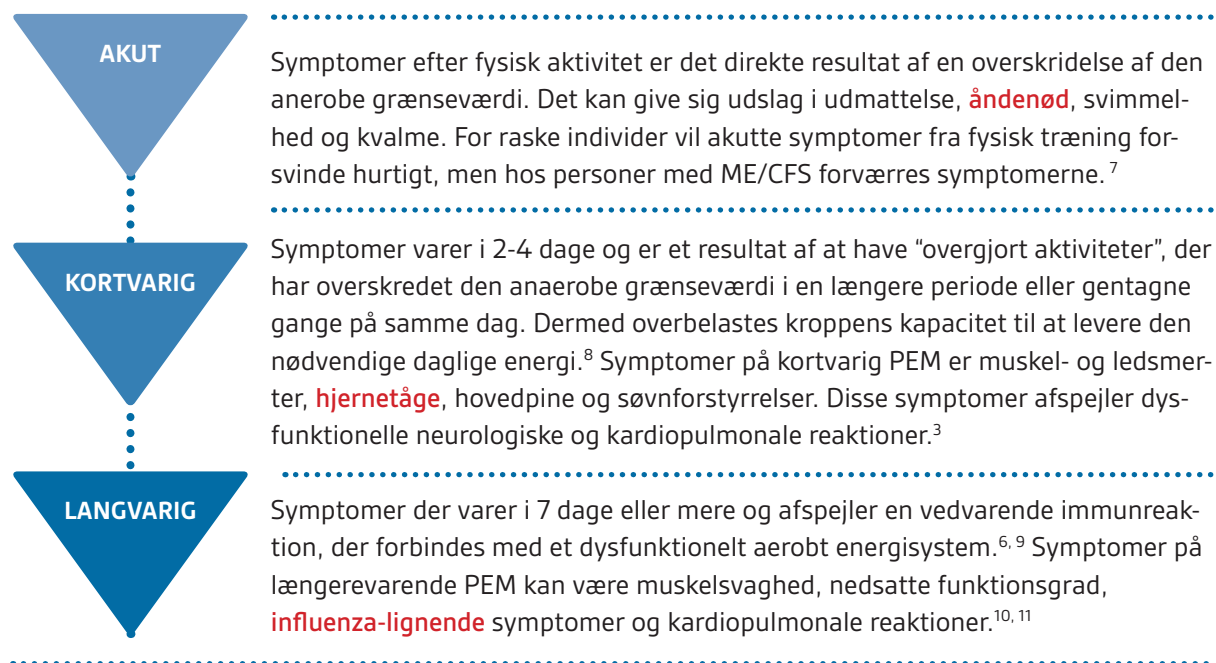 AKUT
Symptomer efter fysisk aktivitet er det direkte resultat af en overskridelse af den
anerobe grænseværdi. Det kan give sig udslag i udmattelse, åndenød, svimmel-
hed og kvalme. For raske individer vil akutte symptomer fra fysisk træning for-
svinde hurtigt, men hos personer med ME/CFS forværres symptomerne. 7
KORTVARIG
Symptomer varer i 2-4 dage og er et resultat af at have “overgjort aktiviteter”, der
har overskredet den anaerobe grænseværdi i en længere periode eller gentagne
gange på samme dag. Dermed overbelastes kroppens kapacitet til at levere den
nødvendige daglige energi.8 Symptomer på kortvarig PEM er muskel- og ledsmer-
ter, hjernetåge, hovedpine og søvnforstyrrelser. Disse symptomer afspejler dys-
funktionelle neurologiske og kardiopulmonale reaktioner.3
LANGVARIG
Symptomer der varer i 7 dage eller mere og afspejler en vedvarende immunreak-
tion, der forbindes med et dysfunktionelt aerobt energisystem.6, 9 Symptomer på
længerevarende PEM kan være muskelsvaghed, nedsatte funktionsgrad,
influenza-lignende symptomer og kardiopulmonale reaktioner.10, 11